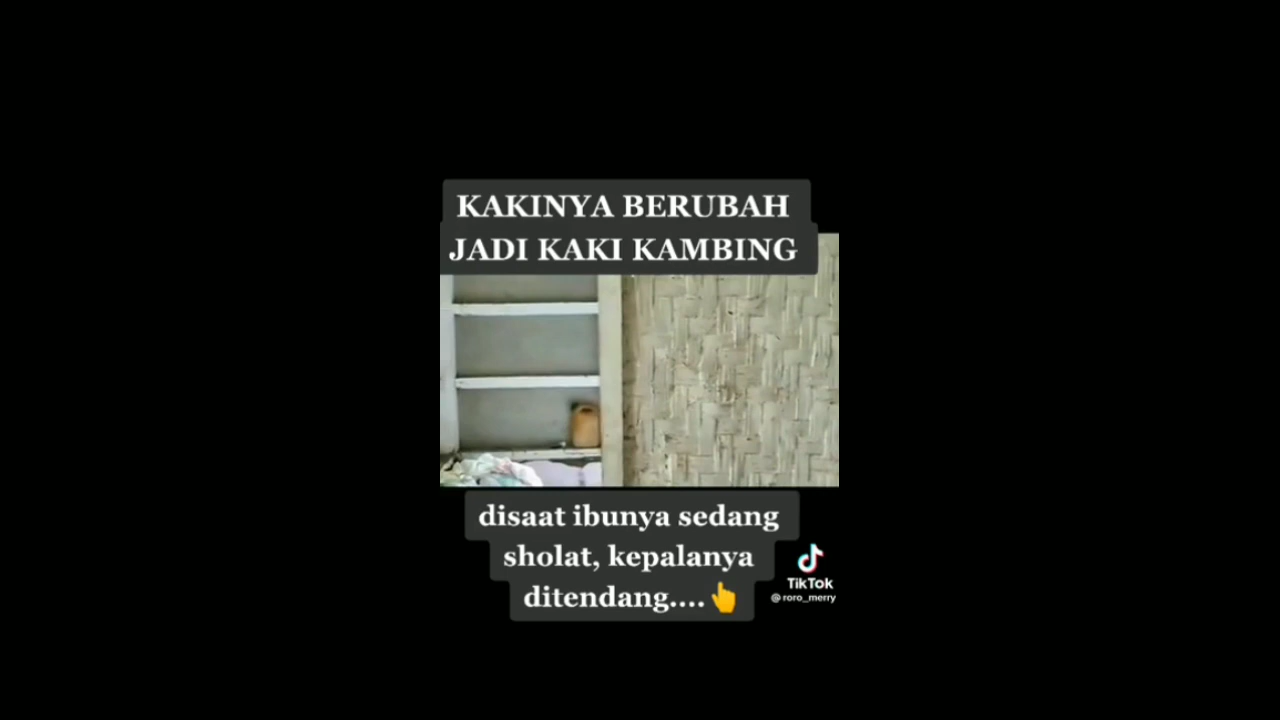 KAKINYA BERUBAH
JADI KAKI KAMBING
disaat ibunya sedang
sholat, kepalanya
ditendang....👆
TikTok
@ roro_merry